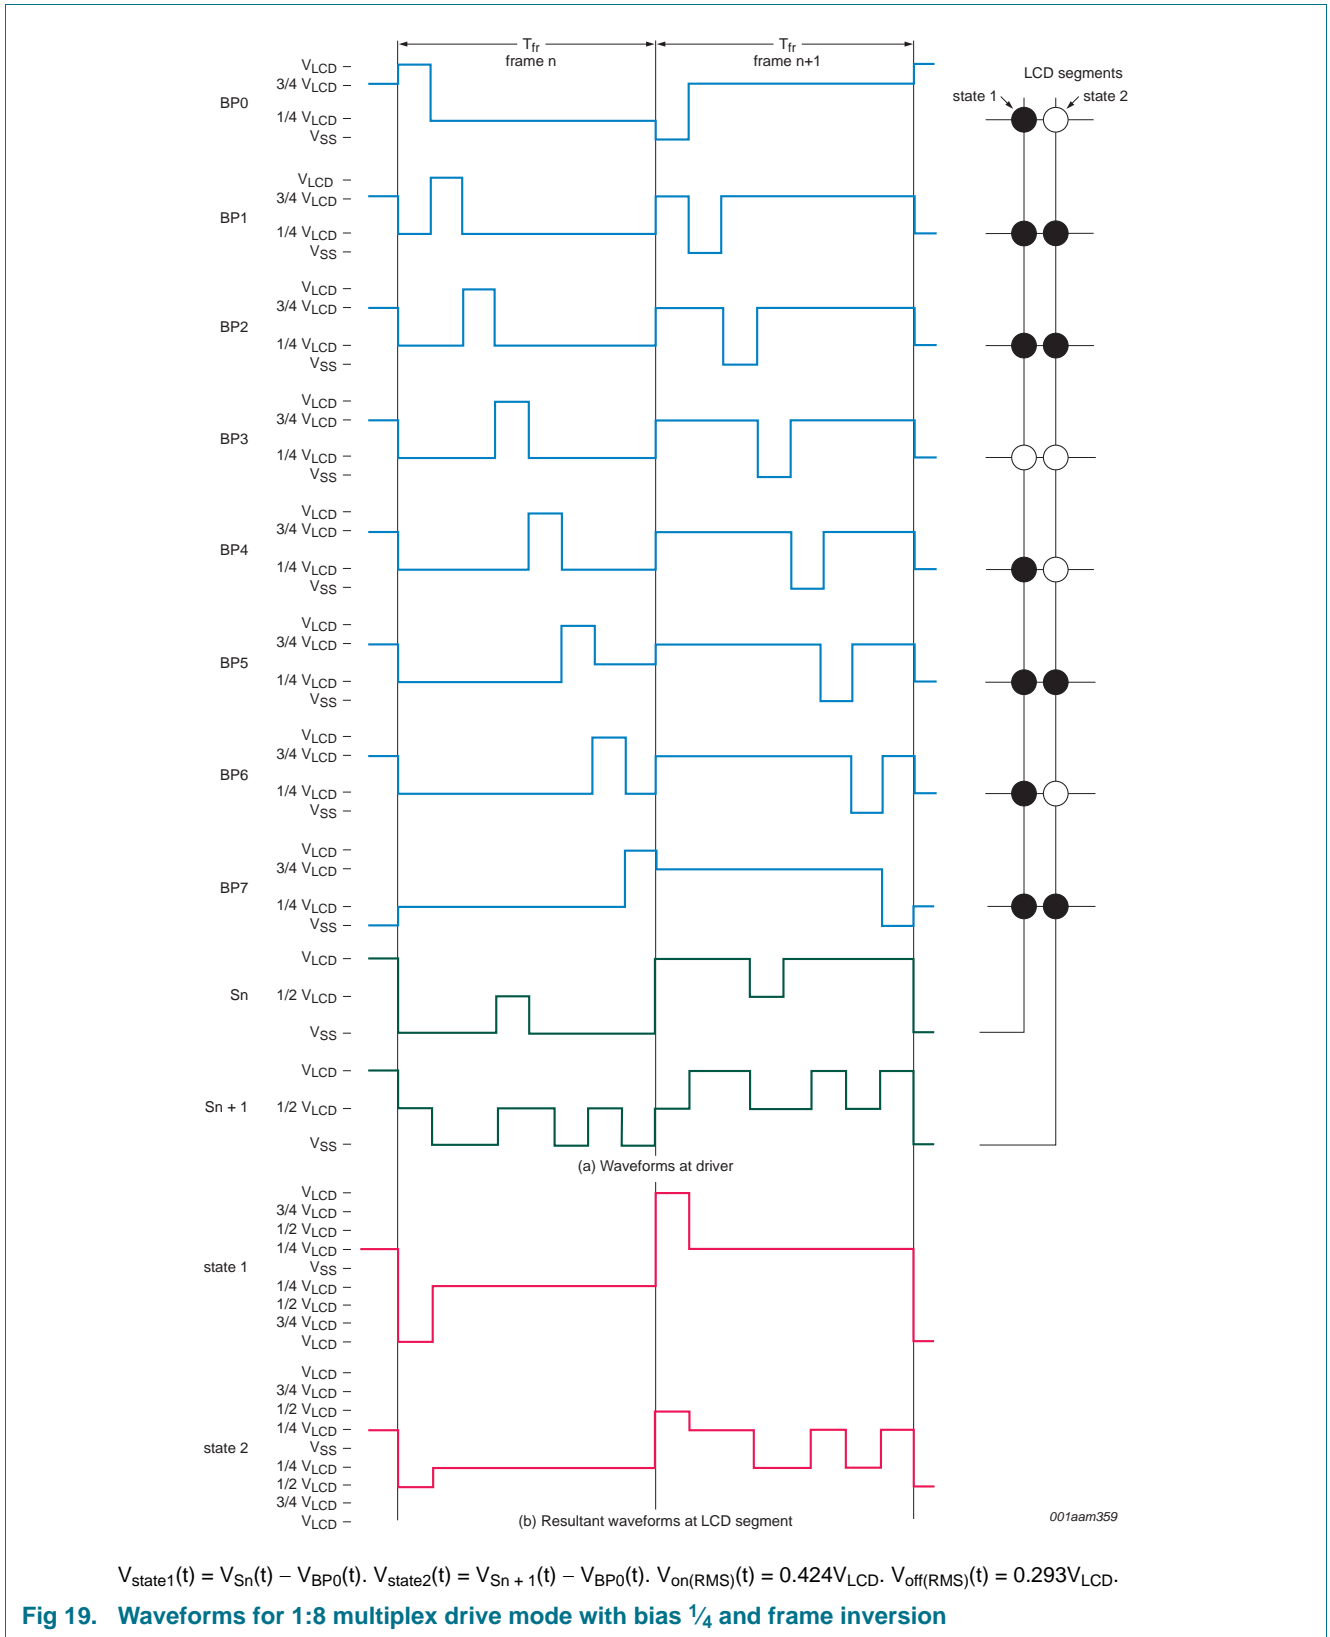 Tfr
frame n
Tfr
frame n+1
LCD segments
state 1
state 2
BP0
VLCD
3/4 VLCD
1/4 VLCD
VSS
BP1
VLCD
3/4 VLCD
1/4 VLCD
VSS
BP2
VLCD
3/4 VLCD
1/4 VLCD
VSS
BP3
VLCD
3/4 VLCD
1/4 VLCD
VSS
BP4
VLCD
3/4 VLCD
1/4 VLCD
VSS
BP5
VLCD
3/4 VLCD
1/4 VLCD
VSS
BP6
VLCD
3/4 VLCD
1/4 VLCD
VSS
BP7
VLCD
3/4 VLCD
1/4 VLCD
VSS
Sn
VLCD
1/2 VLCD
VSS
Sn + 1
VLCD
1/2 VLCD
VSS
(a) Waveforms at driver
state 1
VLCD
3/4 VLCD
1/2 VLCD
1/4 VLCD
VSS
1/4 VLCD
1/2 VLCD
3/4 VLCD
VLCD
state 2
VLCD
3/4 VLCD
1/2 VLCD
1/4 VLCD
VSS
1/4 VLCD
1/2 VLCD
3/4 VLCD
VLCD
(b) Resultant waveforms at LCD segment
001aam359
Vstate1(t) = VSn(t) − VBP0(t). Vstate2(t) = VSn + 1(t) − VBP0(t). Von(RMS)(t) = 0.424VLCD. Voff(RMS)(t) = 0.293VLCD.
Fig 19. Waveforms for 1:8 multiplex drive mode with bias 1⁄4 and frame inversion